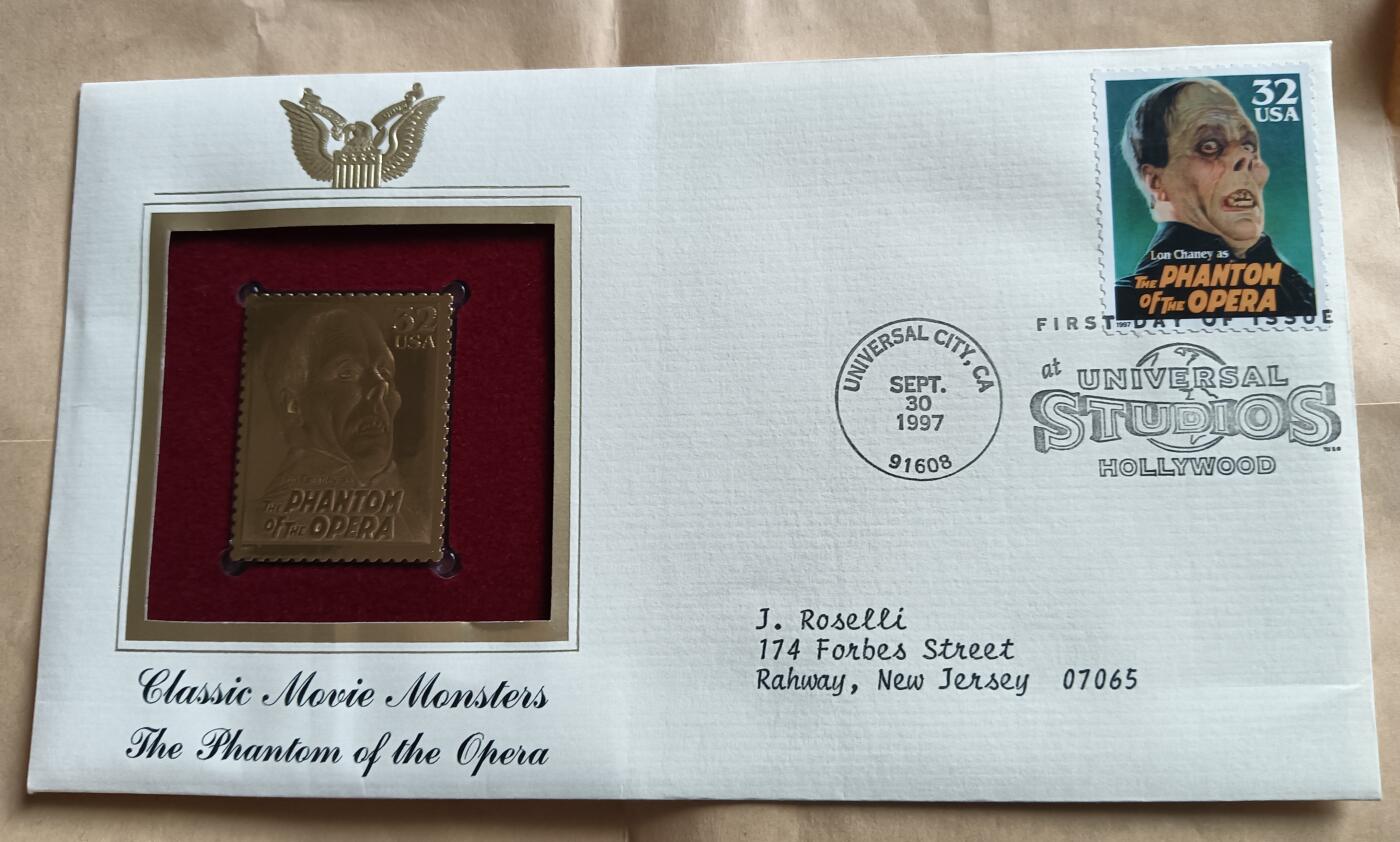 32
USA
Lon Chaney as
THE PHANTOM
OF THE OPERA
1997
FIRST DAY OF ISSUE
at
UNIVERSAL
STUDIOS
HOLLYWOOD
UNIVERSAL CITY, CA
SEPT.
30
1997
91608
32
USA
THE PHANTOM
OF THE OPERA
J. Roselli
174 Forbes Street
Rahway, New Jersey 07065
Classic Movie Monsters
The Phantom of the Opera